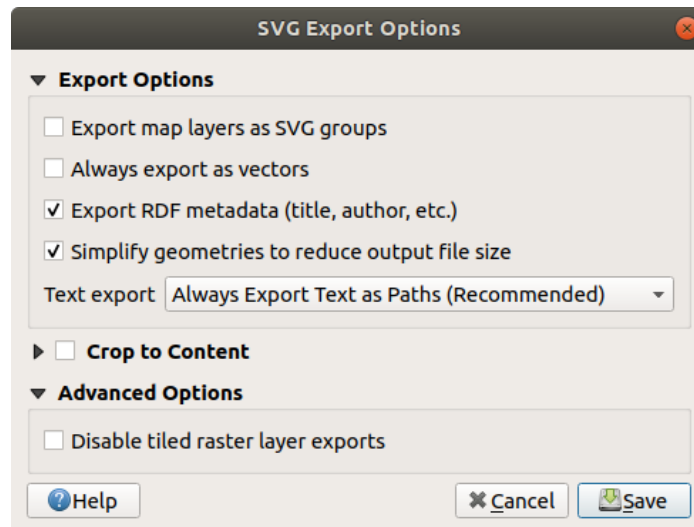 SVG Export Options
Export Options
Export map layers as SVG groups
Always export as vectors
Export RDF metadata (title, author, etc.)
Simplify geometries to reduce output file size
Text export Always Export Text as Paths (Recommended)
Crop to Content
Advanced Options
Disable tiled raster layer exports
Help Cancel Save